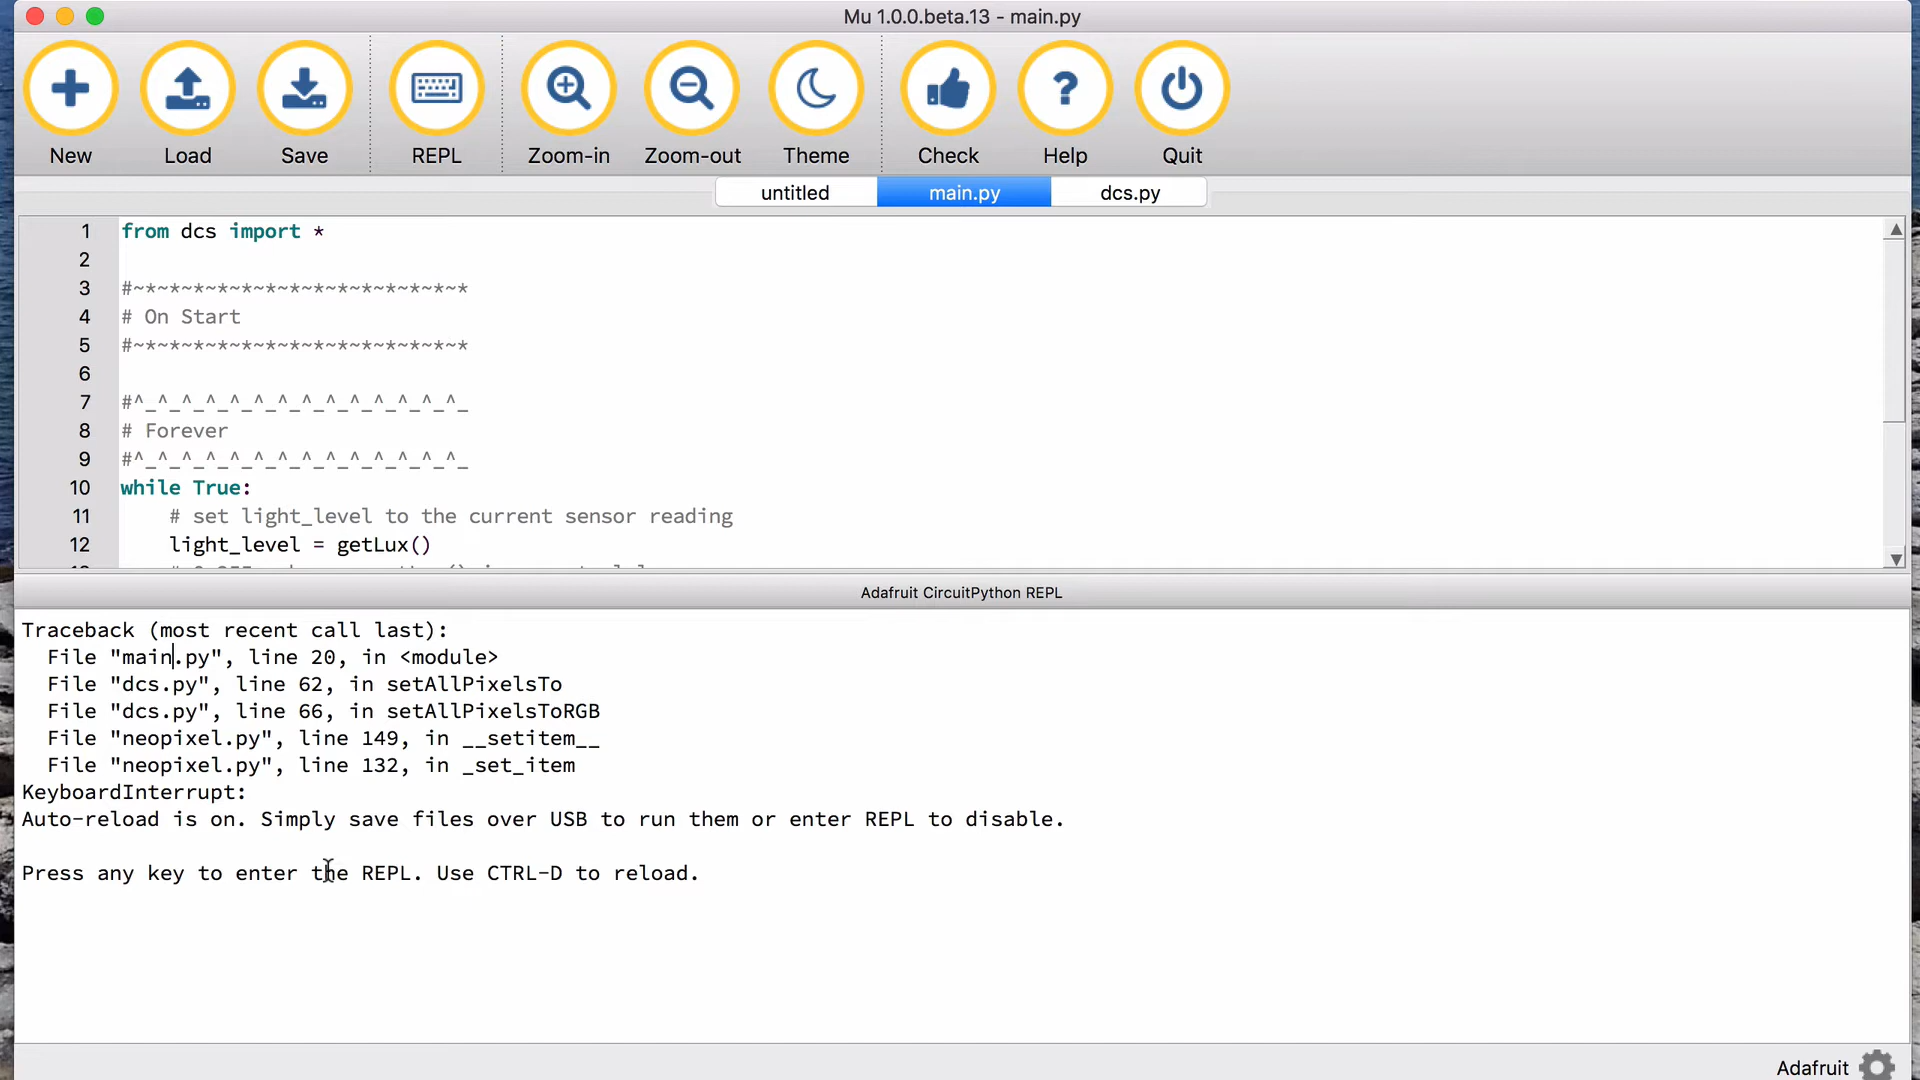 Mu 1.0.0.beta.13 - main.py
New Load Save REPL Zoom-in Zoom-out Theme Check Help Quit
untitled main.py dcs.py
1 from dcs import *
2
3 #~*~*~*~*~*~*~*~*~*~*~*~*~*~*
4 # On Start
5 #~*~*~*~*~*~*~*~*~*~*~*~*~*~*
6
7 #^_^_^_^_^_^_^_^_^_^_^_^_^_^_
8 # Forever
9 #^_^_^_^_^_^_^_^_^_^_^_^_^_^_
10 while True:
11 # set light_level to the current sensor reading
12 light_level = getLux()
Adafruit CircuitPython REPL
Traceback (most recent call last):
File "main.py", line 20, in <module>
File "dcs.py", line 62, in setAllPixelsTo
File "dcs.py", line 66, in setAllPixelsToRGB
File "neopixel.py", line 149, in __setitem__
File "neopixel.py", line 132, in _set_item
KeyboardInterrupt:
Auto-reload is on. Simply save files over USB to run them or enter REPL to disable.
Press any key to enter the REPL. Use CTRL-D to reload.
Adafruit